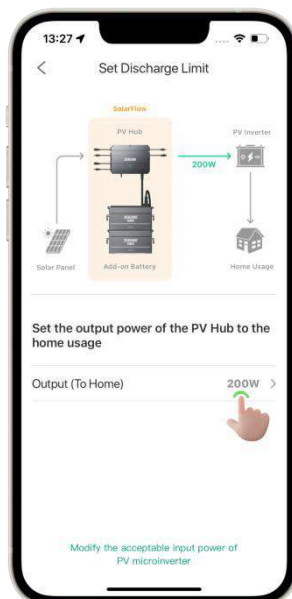 13:27
Set Discharge Limit
SolarFlow
PV Hub
PV Inverter
200W
Solar Panel
Add-on Battery
Home Usage
Set the output power of the PV Hub to the
home usage
Output (To Home) 200W
Modify the acceptable input power of
PV microinverter